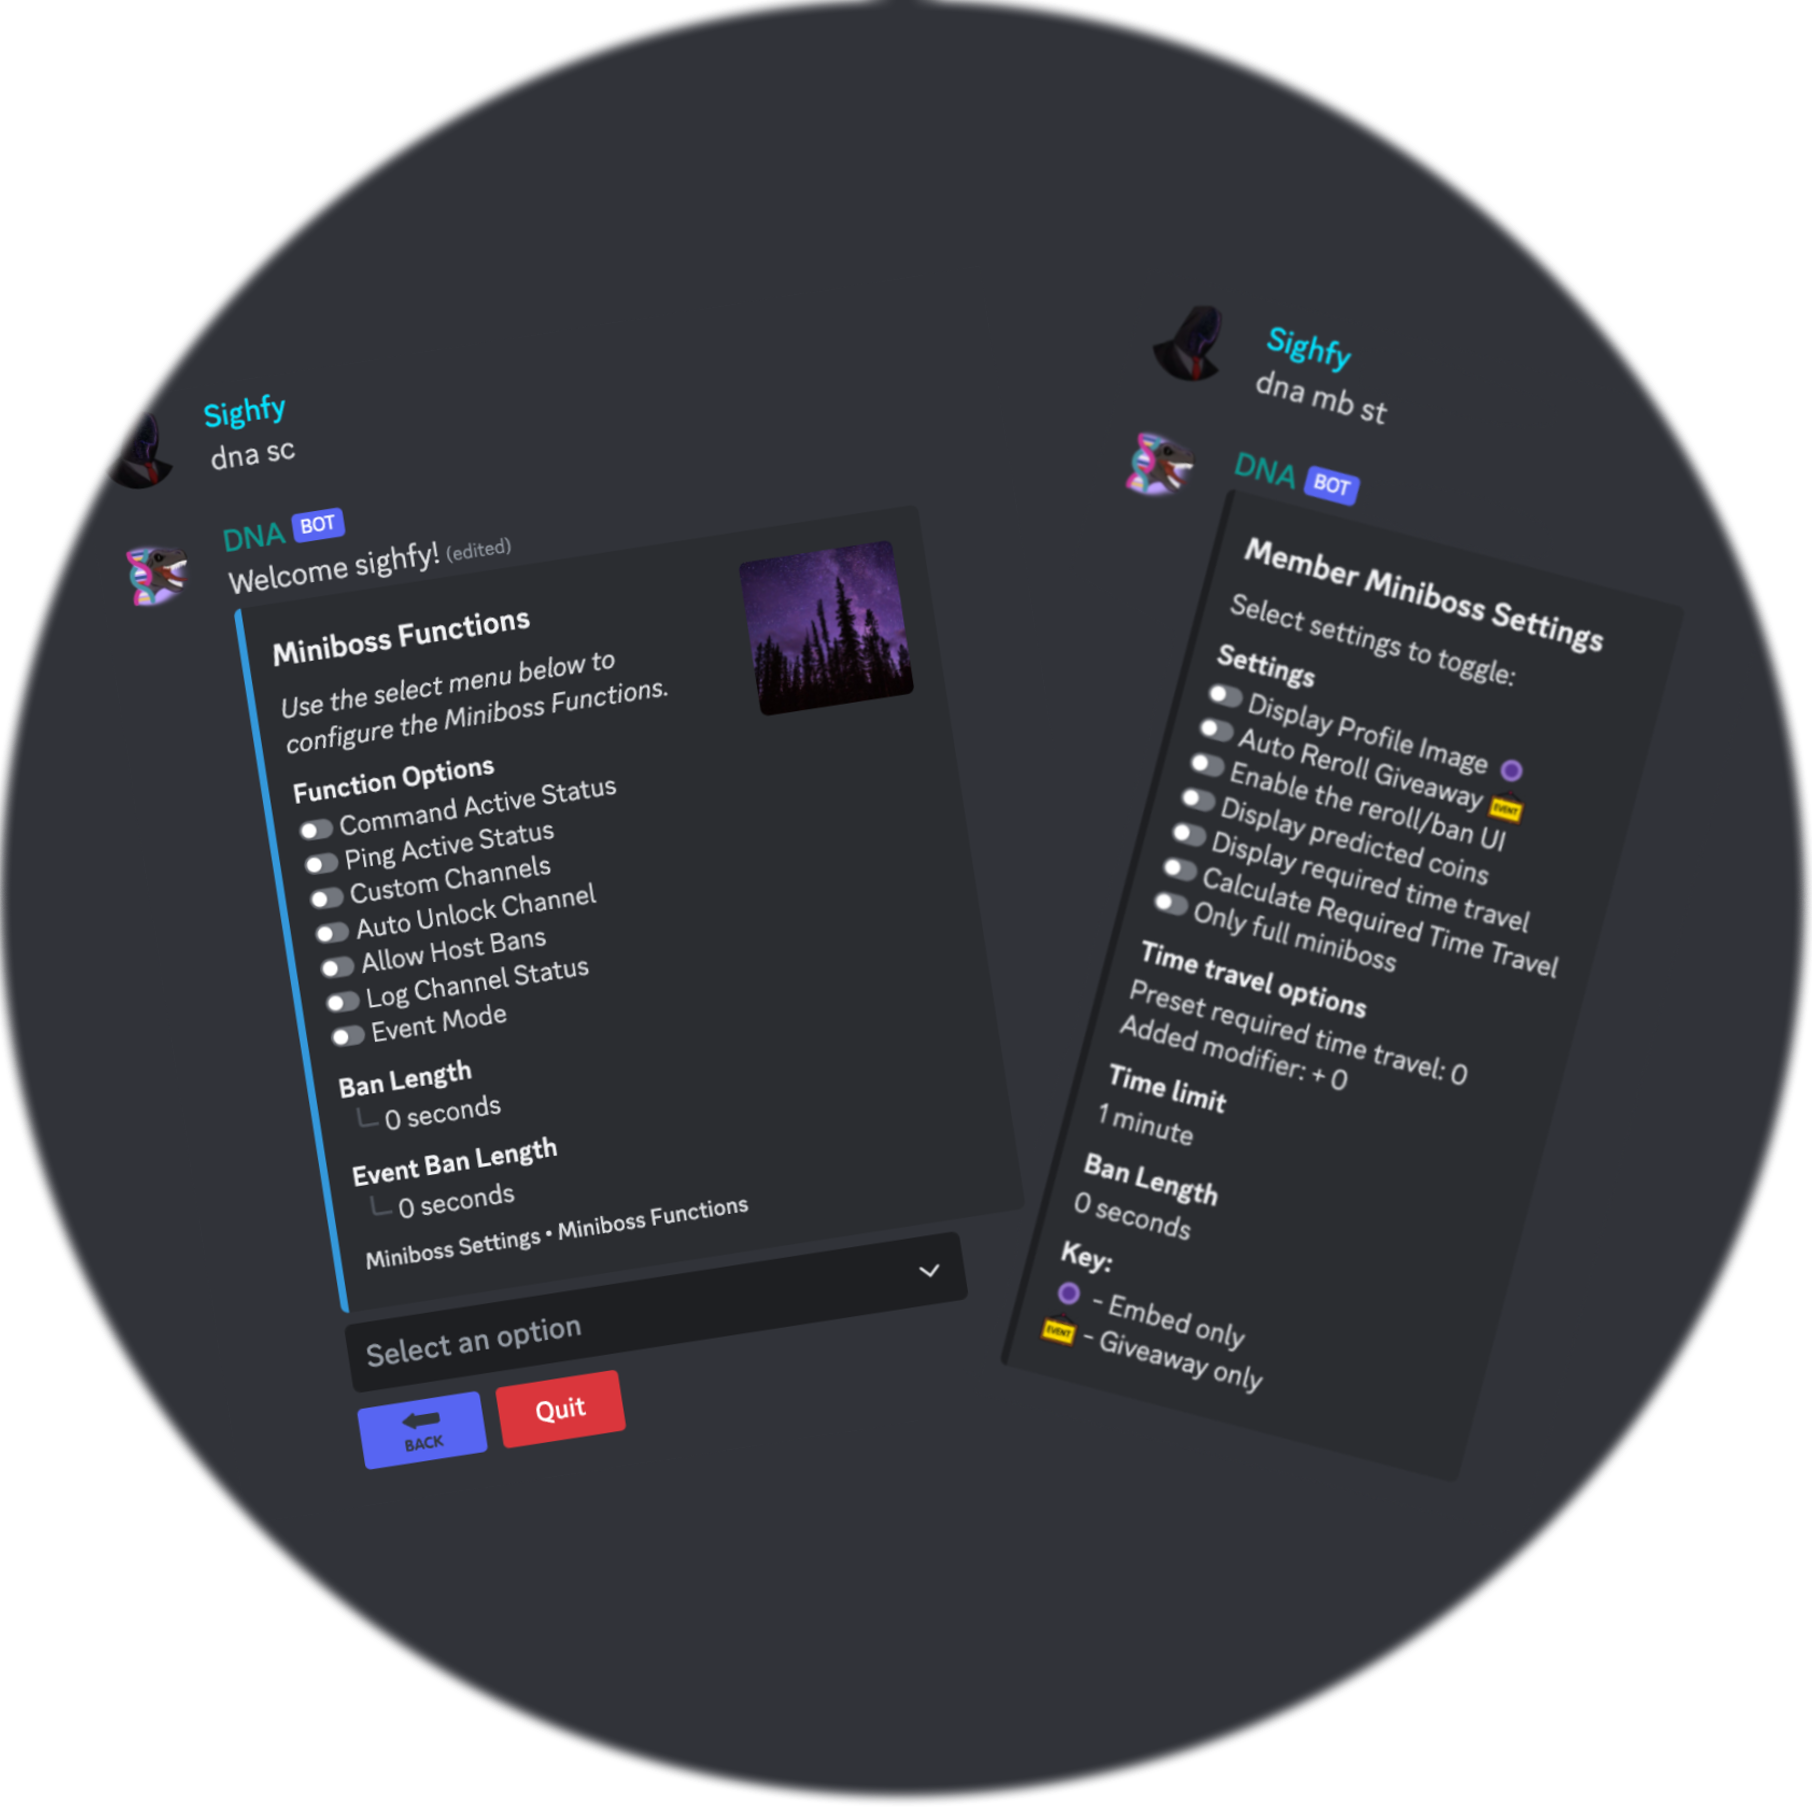 Sighfy
dna sc
DNA BOT
Welcome sighfy! (edited)
Miniboss Functions
Use the select menu below to
configure the Miniboss Functions.
Function Options
Command Active Status
Ping Active Status
Custom Channels
Auto Unlock Channel
Allow Host Bans
Log Channel Status
Event Mode
Ban Length
0 seconds
Event Ban Length
0 seconds
Miniboss Settings • Miniboss Functions
Select an option
BACK
Quit
Sighfy
dna mb st
DNA BOT
Member Miniboss Settings
Select settings to toggle:
Settings
Display Profile Image
Auto Reroll Giveaway EVENT
Enable the reroll/ban UI
Display predicted coins
Display required time travel
Calculate Required Time Travel
Only full miniboss
Time travel options
Preset required time travel: 0
Added modifier: + 0
Time limit
1 minute
Ban Length
0 seconds
Key:
- Embed only
EVENT - Giveaway only